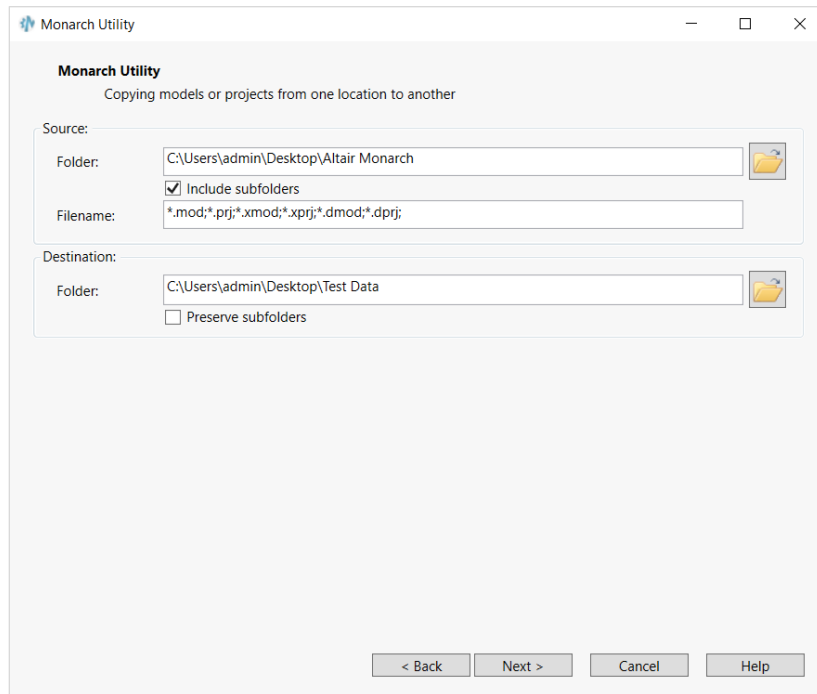 Monarch Utility
Monarch Utility
Copying models or projects from one location to another
Source:
Folder: C:\Users\admin\Desktop\Altair Monarch
Include subfolders
Filename: *.mod;*.prj;*.xmod;*.xprj;*.dmod;*.dprj;
Destination:
Folder: C:\Users\admin\Desktop\Test Data
Preserve subfolders
< Back Next > Cancel Help